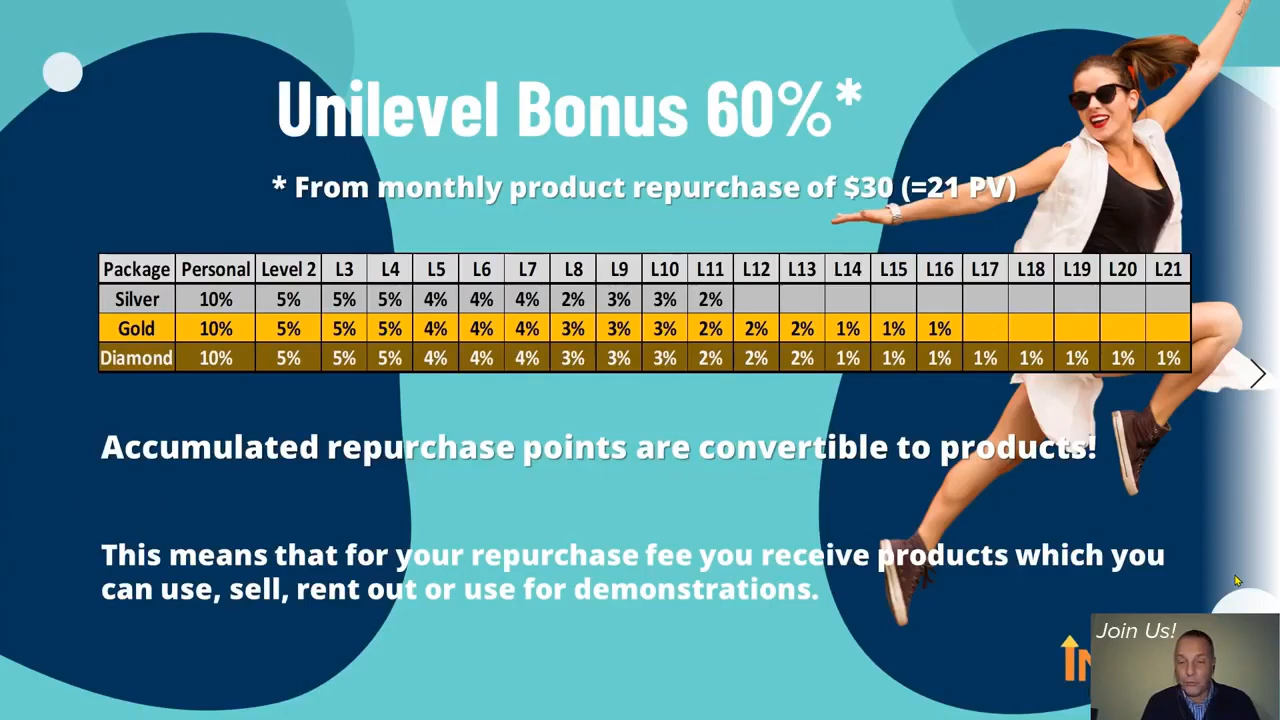 Unilevel Bonus 60%*
* From monthly product repurchase of $30 (=21 PV)
Package Personal Level 2 L3 L4 L5 L6 L7 L8 L9 L10 L11 L12 L13 L14 L15 L16 L17 L18 L19 L20 L21
Silver 10% 5% 5% 5% 4% 4% 4% 2% 3% 3% 2%
Gold 10% 5% 5% 5% 4% 4% 4% 3% 3% 3% 2% 2% 2% 1% 1% 1%
Diamond 10% 5% 5% 5% 4% 4% 4% 3% 3% 3% 2% 2% 2% 1% 1% 1% 1% 1% 1% 1% 1%
Accumulated repurchase points are convertible to products!
This means that for your repurchase fee you receive products which you
can use, sell, rent out or use for demonstrations.
Join Us!